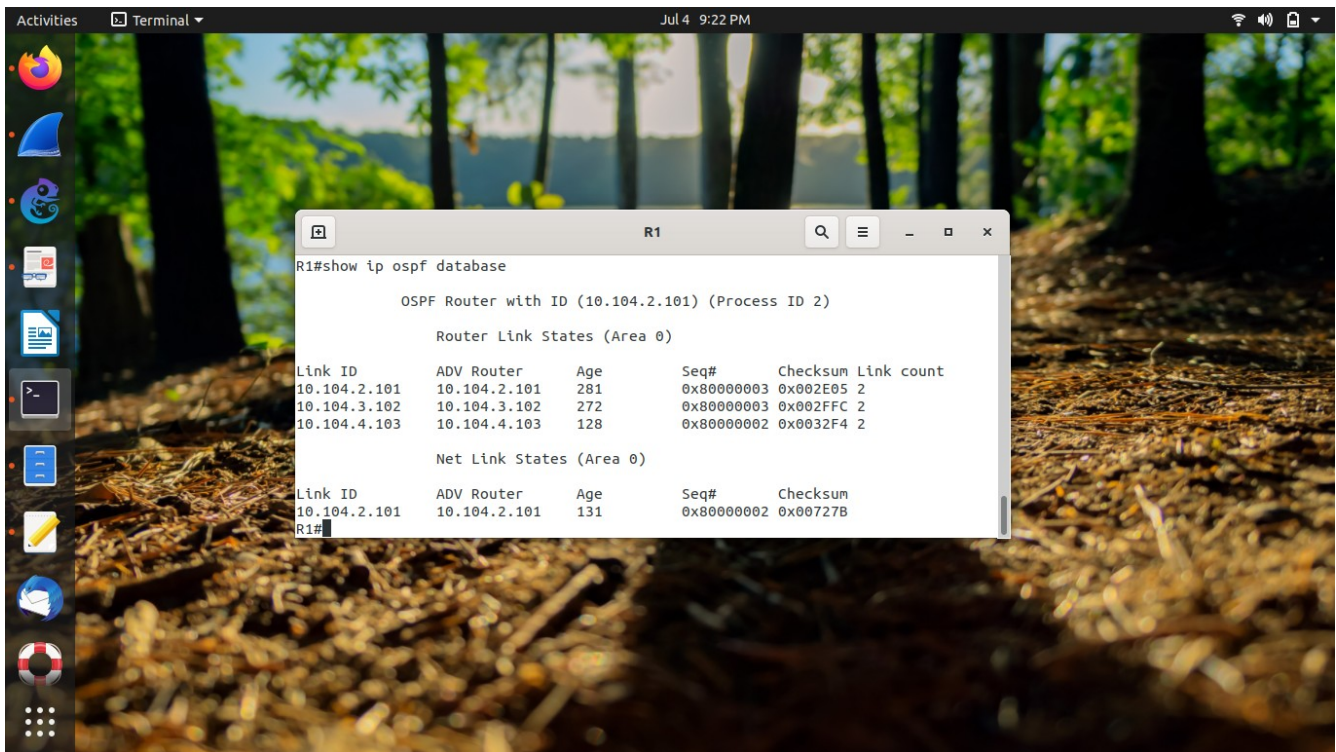 Activities Terminal Jul 4 9:22 PM
R1
R1#show ip ospf database
OSPF Router with ID (10.104.2.101) (Process ID 2)
Router Link States (Area 0)
Link ID ADV Router Age Seq# Checksum Link count
10.104.2.101 10.104.2.101 281 0x80000003 0x002E05 2
10.104.3.102 10.104.3.102 272 0x80000003 0x002FFC 2
10.104.4.103 10.104.4.103 128 0x80000002 0x0032F4 2
Net Link States (Area 0)
Link ID ADV Router Age Seq# Checksum
10.104.2.101 10.104.2.101 131 0x80000002 0x00727B
R1#